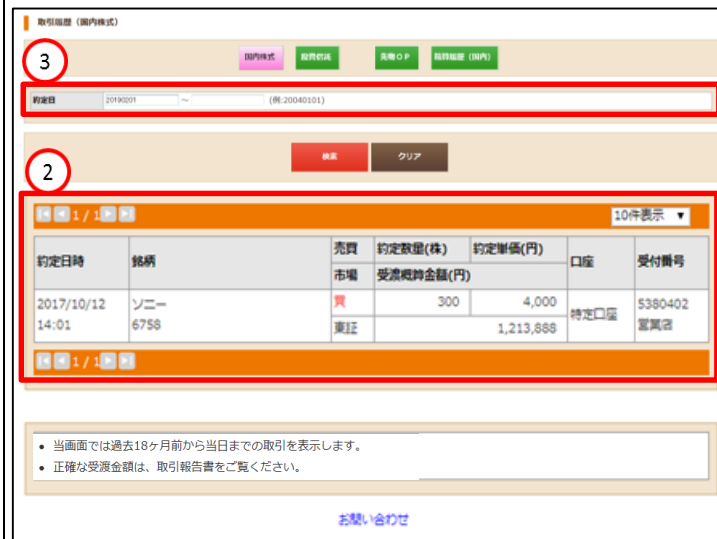 取引履歴（国内株式）
国内株式 投資信託 先物OP 精算履歴（国内）
3
約定日 20190201 ～ (例:20040101)
検索 クリア
2
1 / 1 10件表示 ▼
約定日時 銘柄 売買 約定数量(株) 約定単価(円) 口座 受付番号
市場 受渡概算金額(円)
2017/10/12 ソニー 買 300 4,000 特定口座 5380402
14:01 6758 東証 1,213,888 営業店
1 / 1
• 当画面では過去18ヶ月前から当日までの取引を表示します。
• 正確な受渡金額は、取引報告書をご覧ください。
お問い合わせ